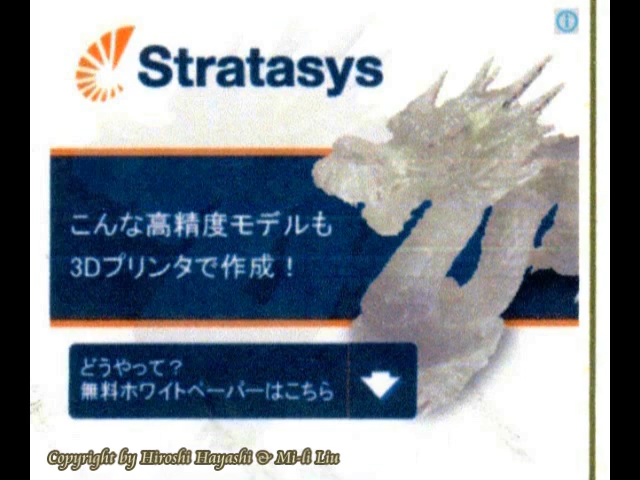 Stratasys
こんな高精度モデルも
3Dプリンタで作成！
どうやって？
無料ホワイトペーパーはこちら
Copyright by Hiroshi Hayashi & Mi-li Liu